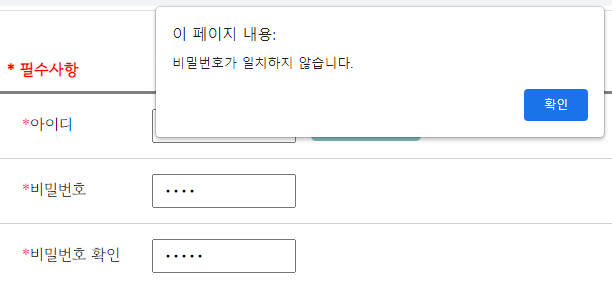 이 페이지 내용:
비밀번호가 일치하지 않습니다.
확인
* 필수사항
*아이디
*비밀번호
••••
*비밀번호 확인
•••••